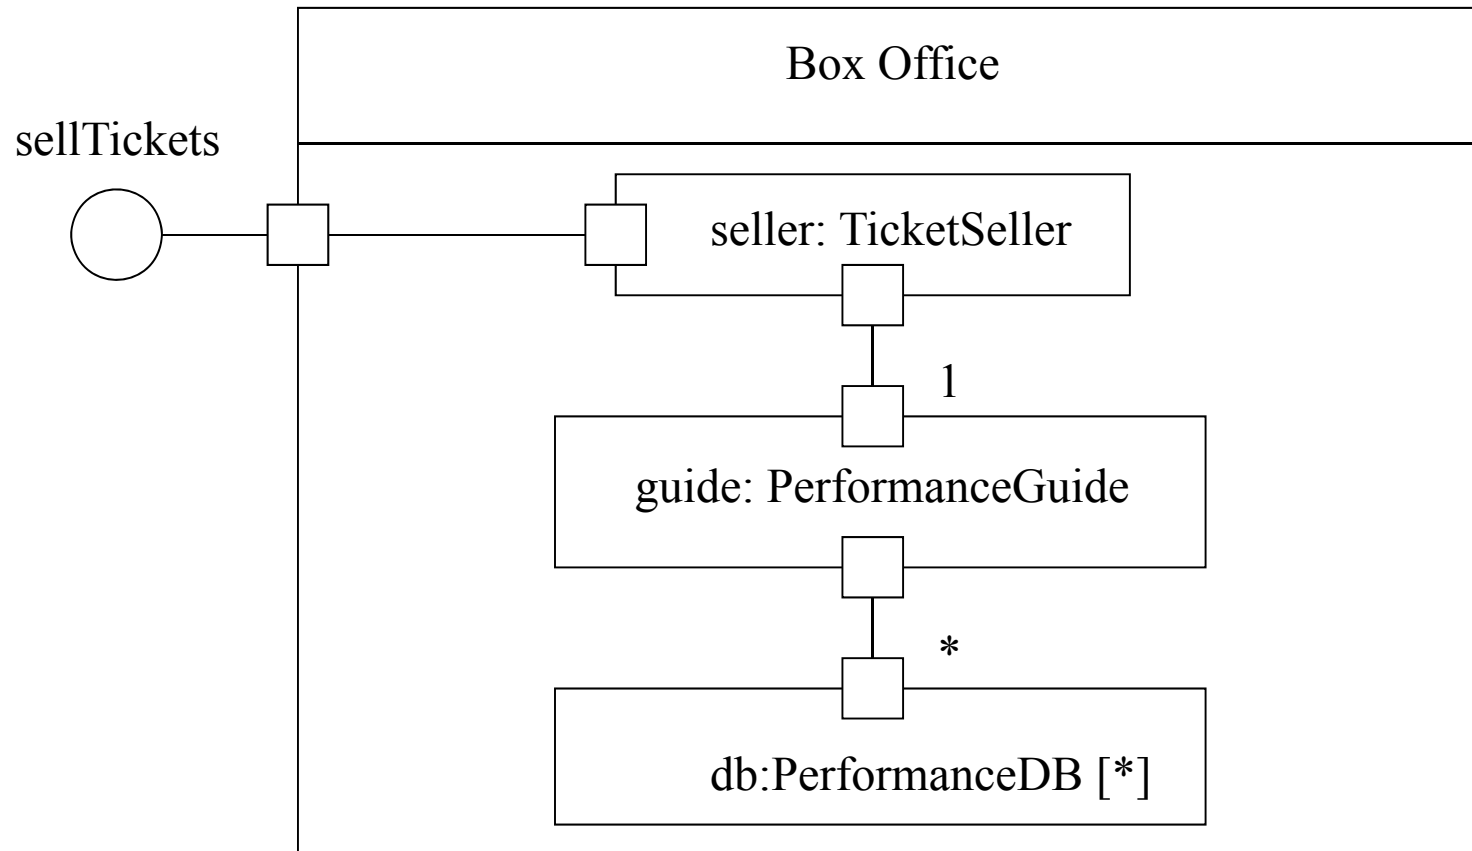 Box Office
sellTickets
seller: TicketSeller
1
guide: PerformanceGuide
*
db:PerformanceDB [*]